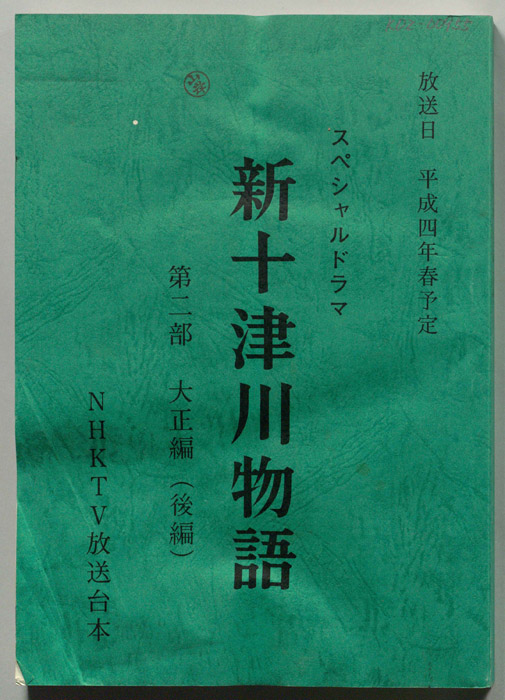 放送日　平成四年春予定
スペシャルドラマ
新十津川物語
第二部　大正編（後編）
NHKTV放送台本